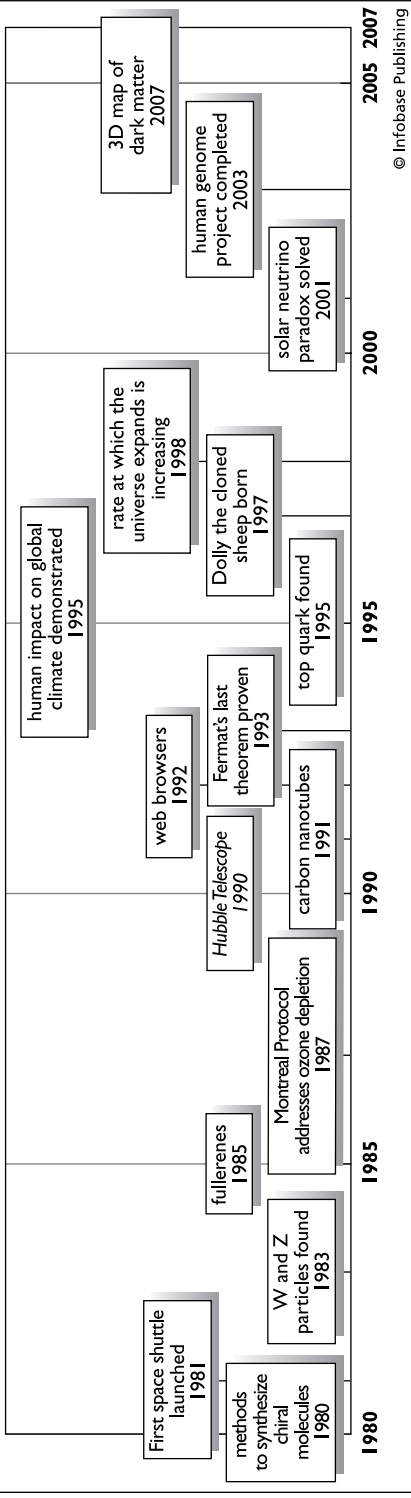 First space shuttle
launched
1981
methods
to synthesize
chiral
molecules
1980
W and Z
particles found
1983
fullerenes
1985
Montreal Protocol
addresses ozone depletion
1987
Hubble Telescope
1990
carbon nanotubes
1991
web browsers
1992
Fermat's last
theorem proven
1993
human impact on global
climate demonstrated
1995
top quark found
1995
Dolly the cloned
sheep born
1997
rate at which the
universe expands is
increasing
1998
solar neutrino
paradox solved
2001
human genome
project completed
2003
3D map of
dark matter
2007
1980 1985 1990 1995 2000 2005 2007
© Infobase Publishing